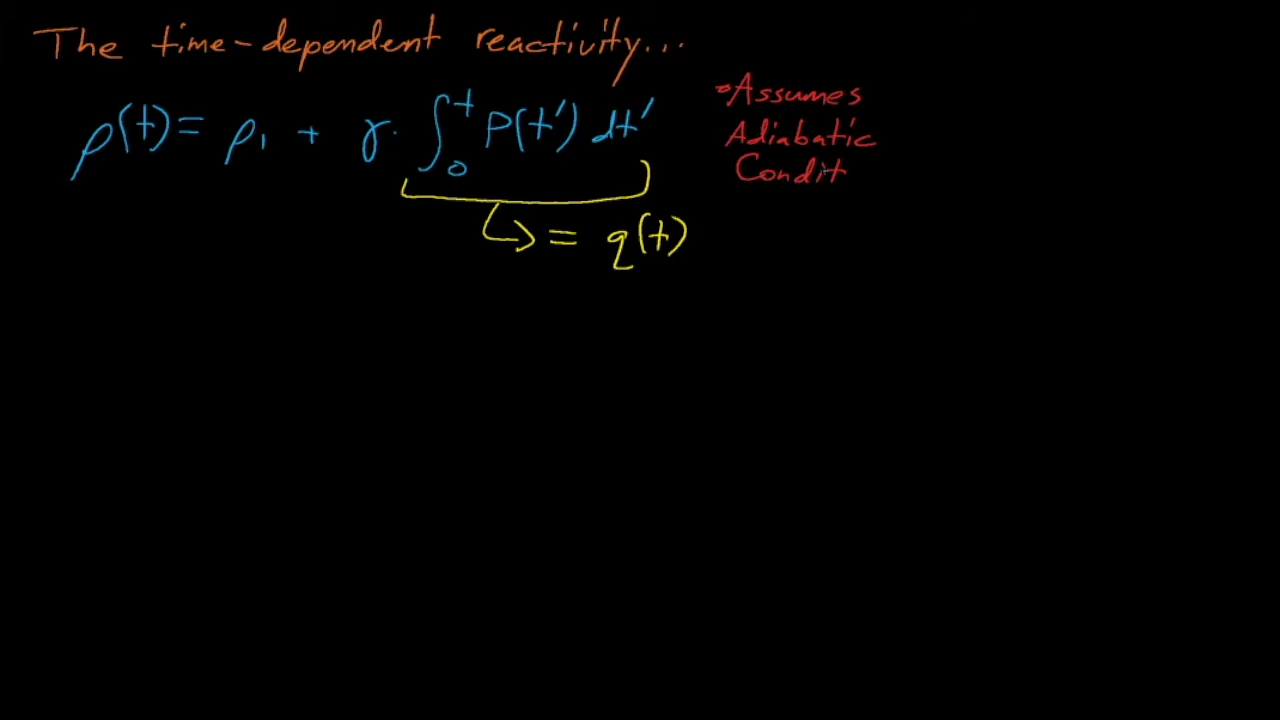 The time-dependent reactivity...
ρ(t) = ρ₁ + γ · ∫₀ᵗ P(t′) dt′
↳ = q(t)
Assumes
Adiabatic
Condit